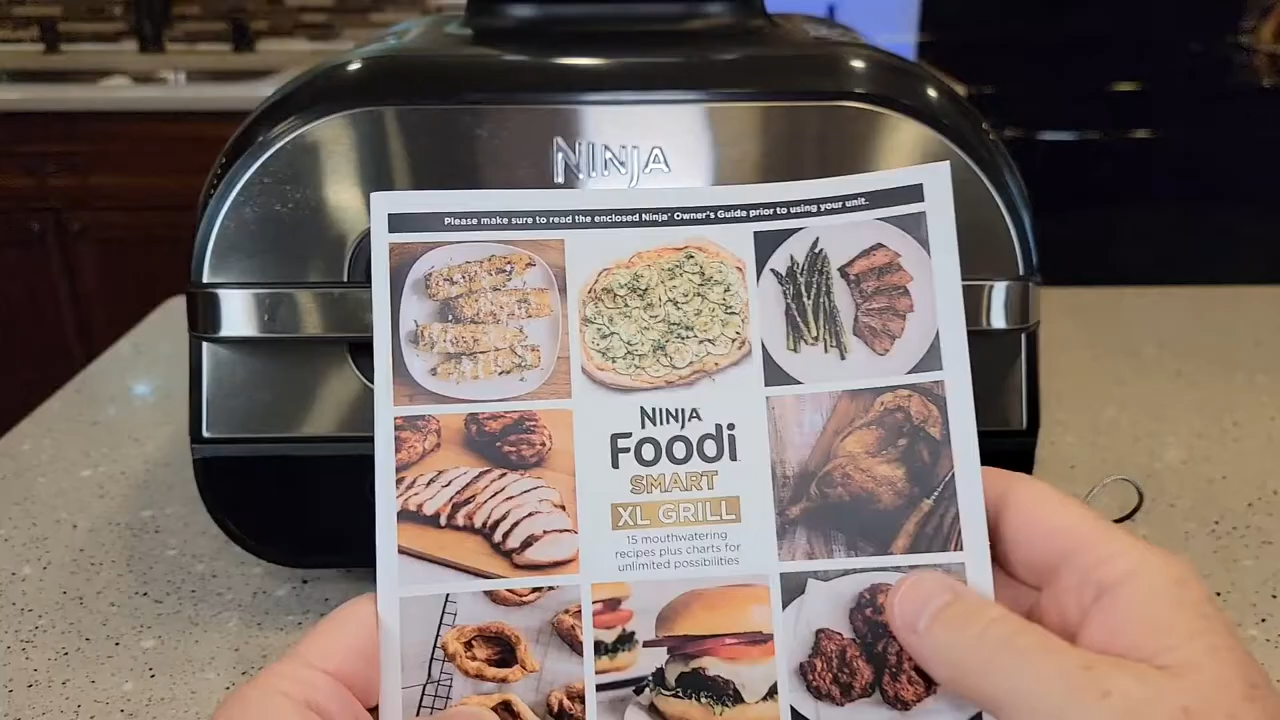 NINJA
Please make sure to read the enclosed Ninja® Owner's Guide prior to using your unit.
NINJA
Foodi
SMART
XL GRILL
15 mouthwatering
recipes plus charts for
unlimited possibilities